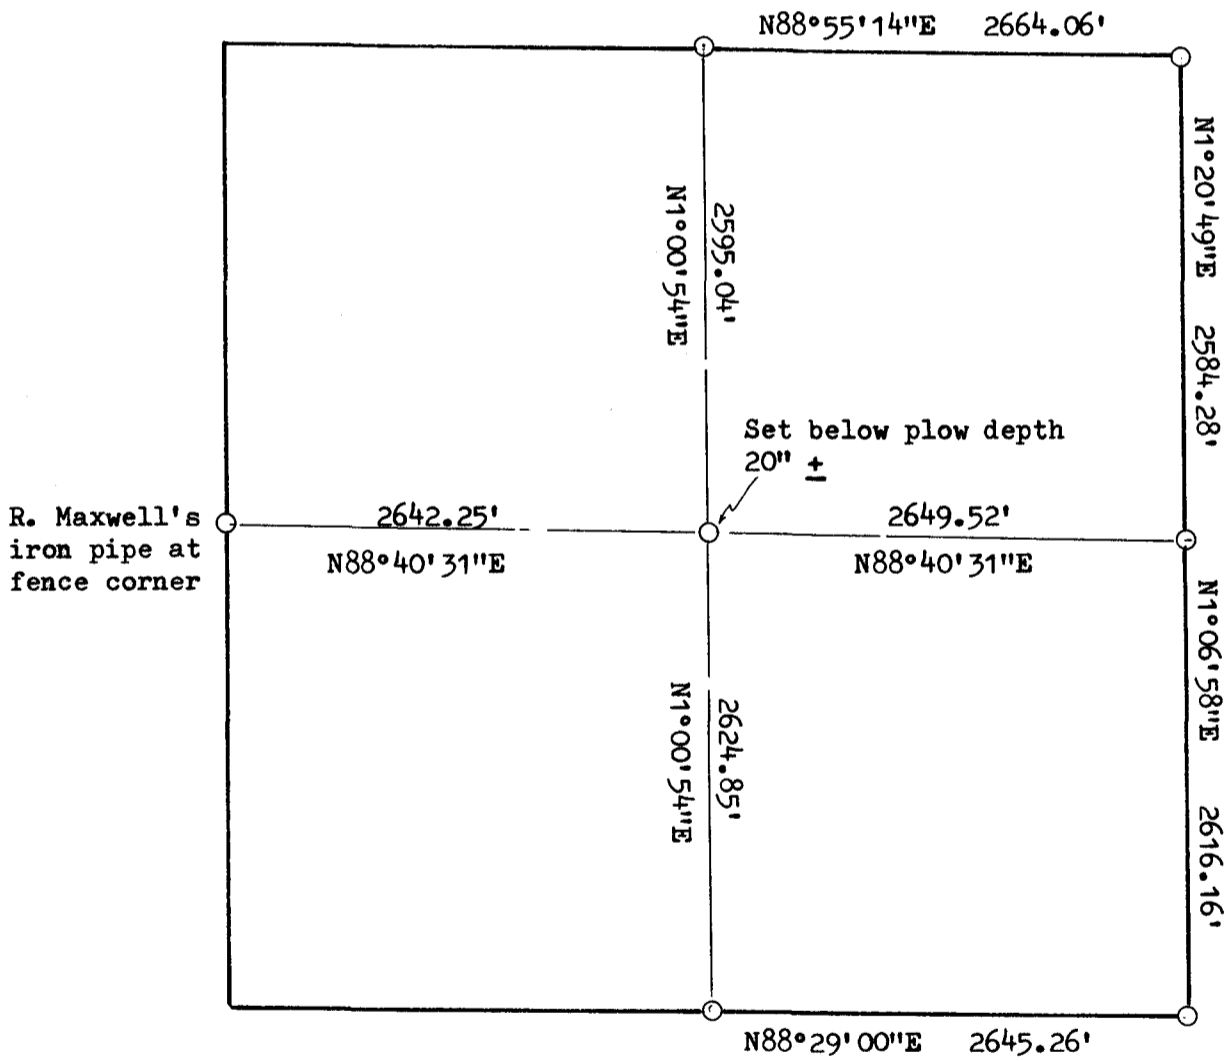 N88°55'14"E 2664.06'
N1°20'49"E 2584.28'
2595.04'
N1°00'54"E
Set below plow depth
20" ±
R. Maxwell's
iron pipe at
fence corner
2642.25'
N88°40'31"E
2649.52'
N88°40'31"E
N1°06'58"E 2616.16'
2624.85'
N1°00'54"E
N88°29'00"E 2645.26'